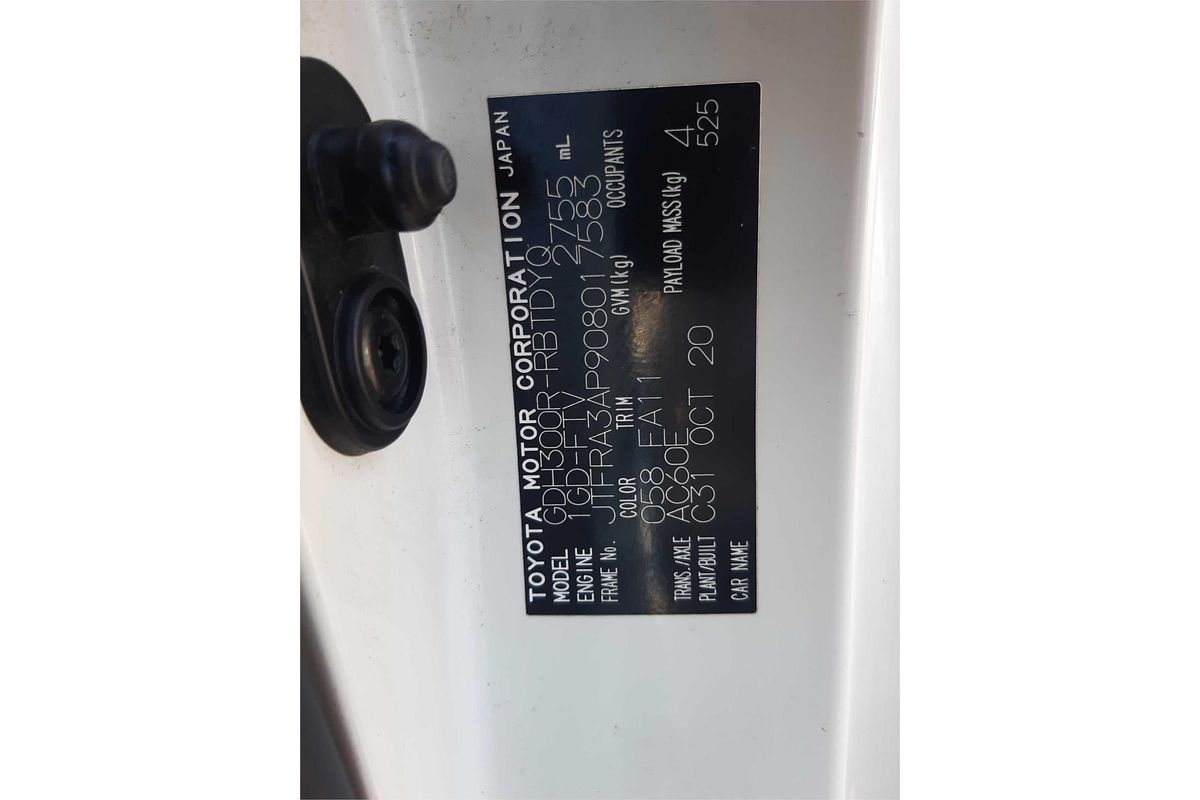 TOYOTA MOTOR CORPORATION JAPAN
MODEL GDH300R-RBTDYQ
ENGINE 1GD-FTV 2755 mL
FRAME No. JTFRA3AP908017583
COLOR TRIM GVM(kg) OCCUPANTS
058 FA11
TRANS./AXLE AC60E PAYLOAD MASS(kg) 4
PLANT/BUILT C31 OCT 20 525
CAR NAME